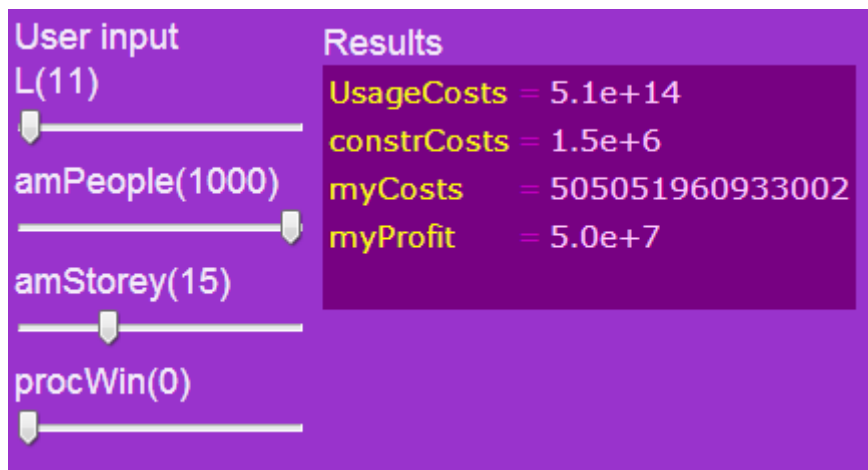 User input
L(11)
amPeople(1000)
amStorey(15)
procWin(0)
Results
UsageCosts = 5.1e+14
constrCosts = 1.5e+6
myCosts = 505051960933002
myProfit = 5.0e+7